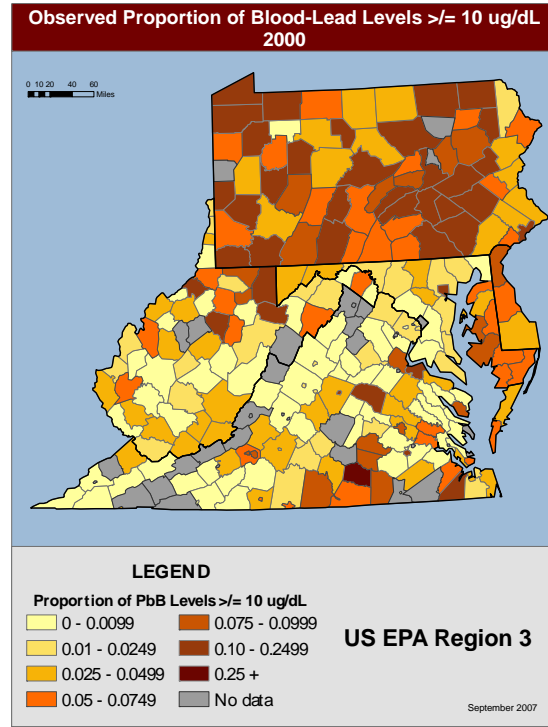 Observed Proportion of Blood-Lead Levels >/= 10 ug/dL
2000
0 10 20 40 60
Miles
LEGEND
Proportion of PbB Levels >/= 10 ug/dL
0 - 0.0099
0.01 - 0.0249
0.025 - 0.0499
0.05 - 0.0749
0.075 - 0.0999
0.10 - 0.2499
0.25 +
No data
US EPA Region 3
September 2007